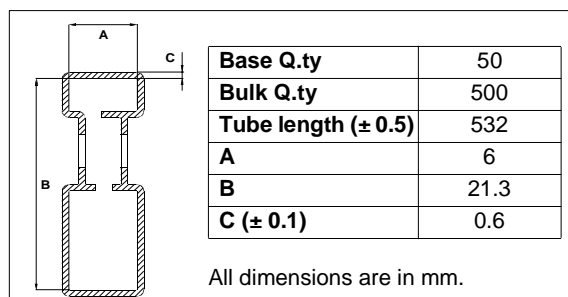 A
C
B
Base Q.ty 50
Bulk Q.ty 500
Tube length (± 0.5) 532
A 6
B 21.3
C (± 0.1) 0.6
All dimensions are in mm.